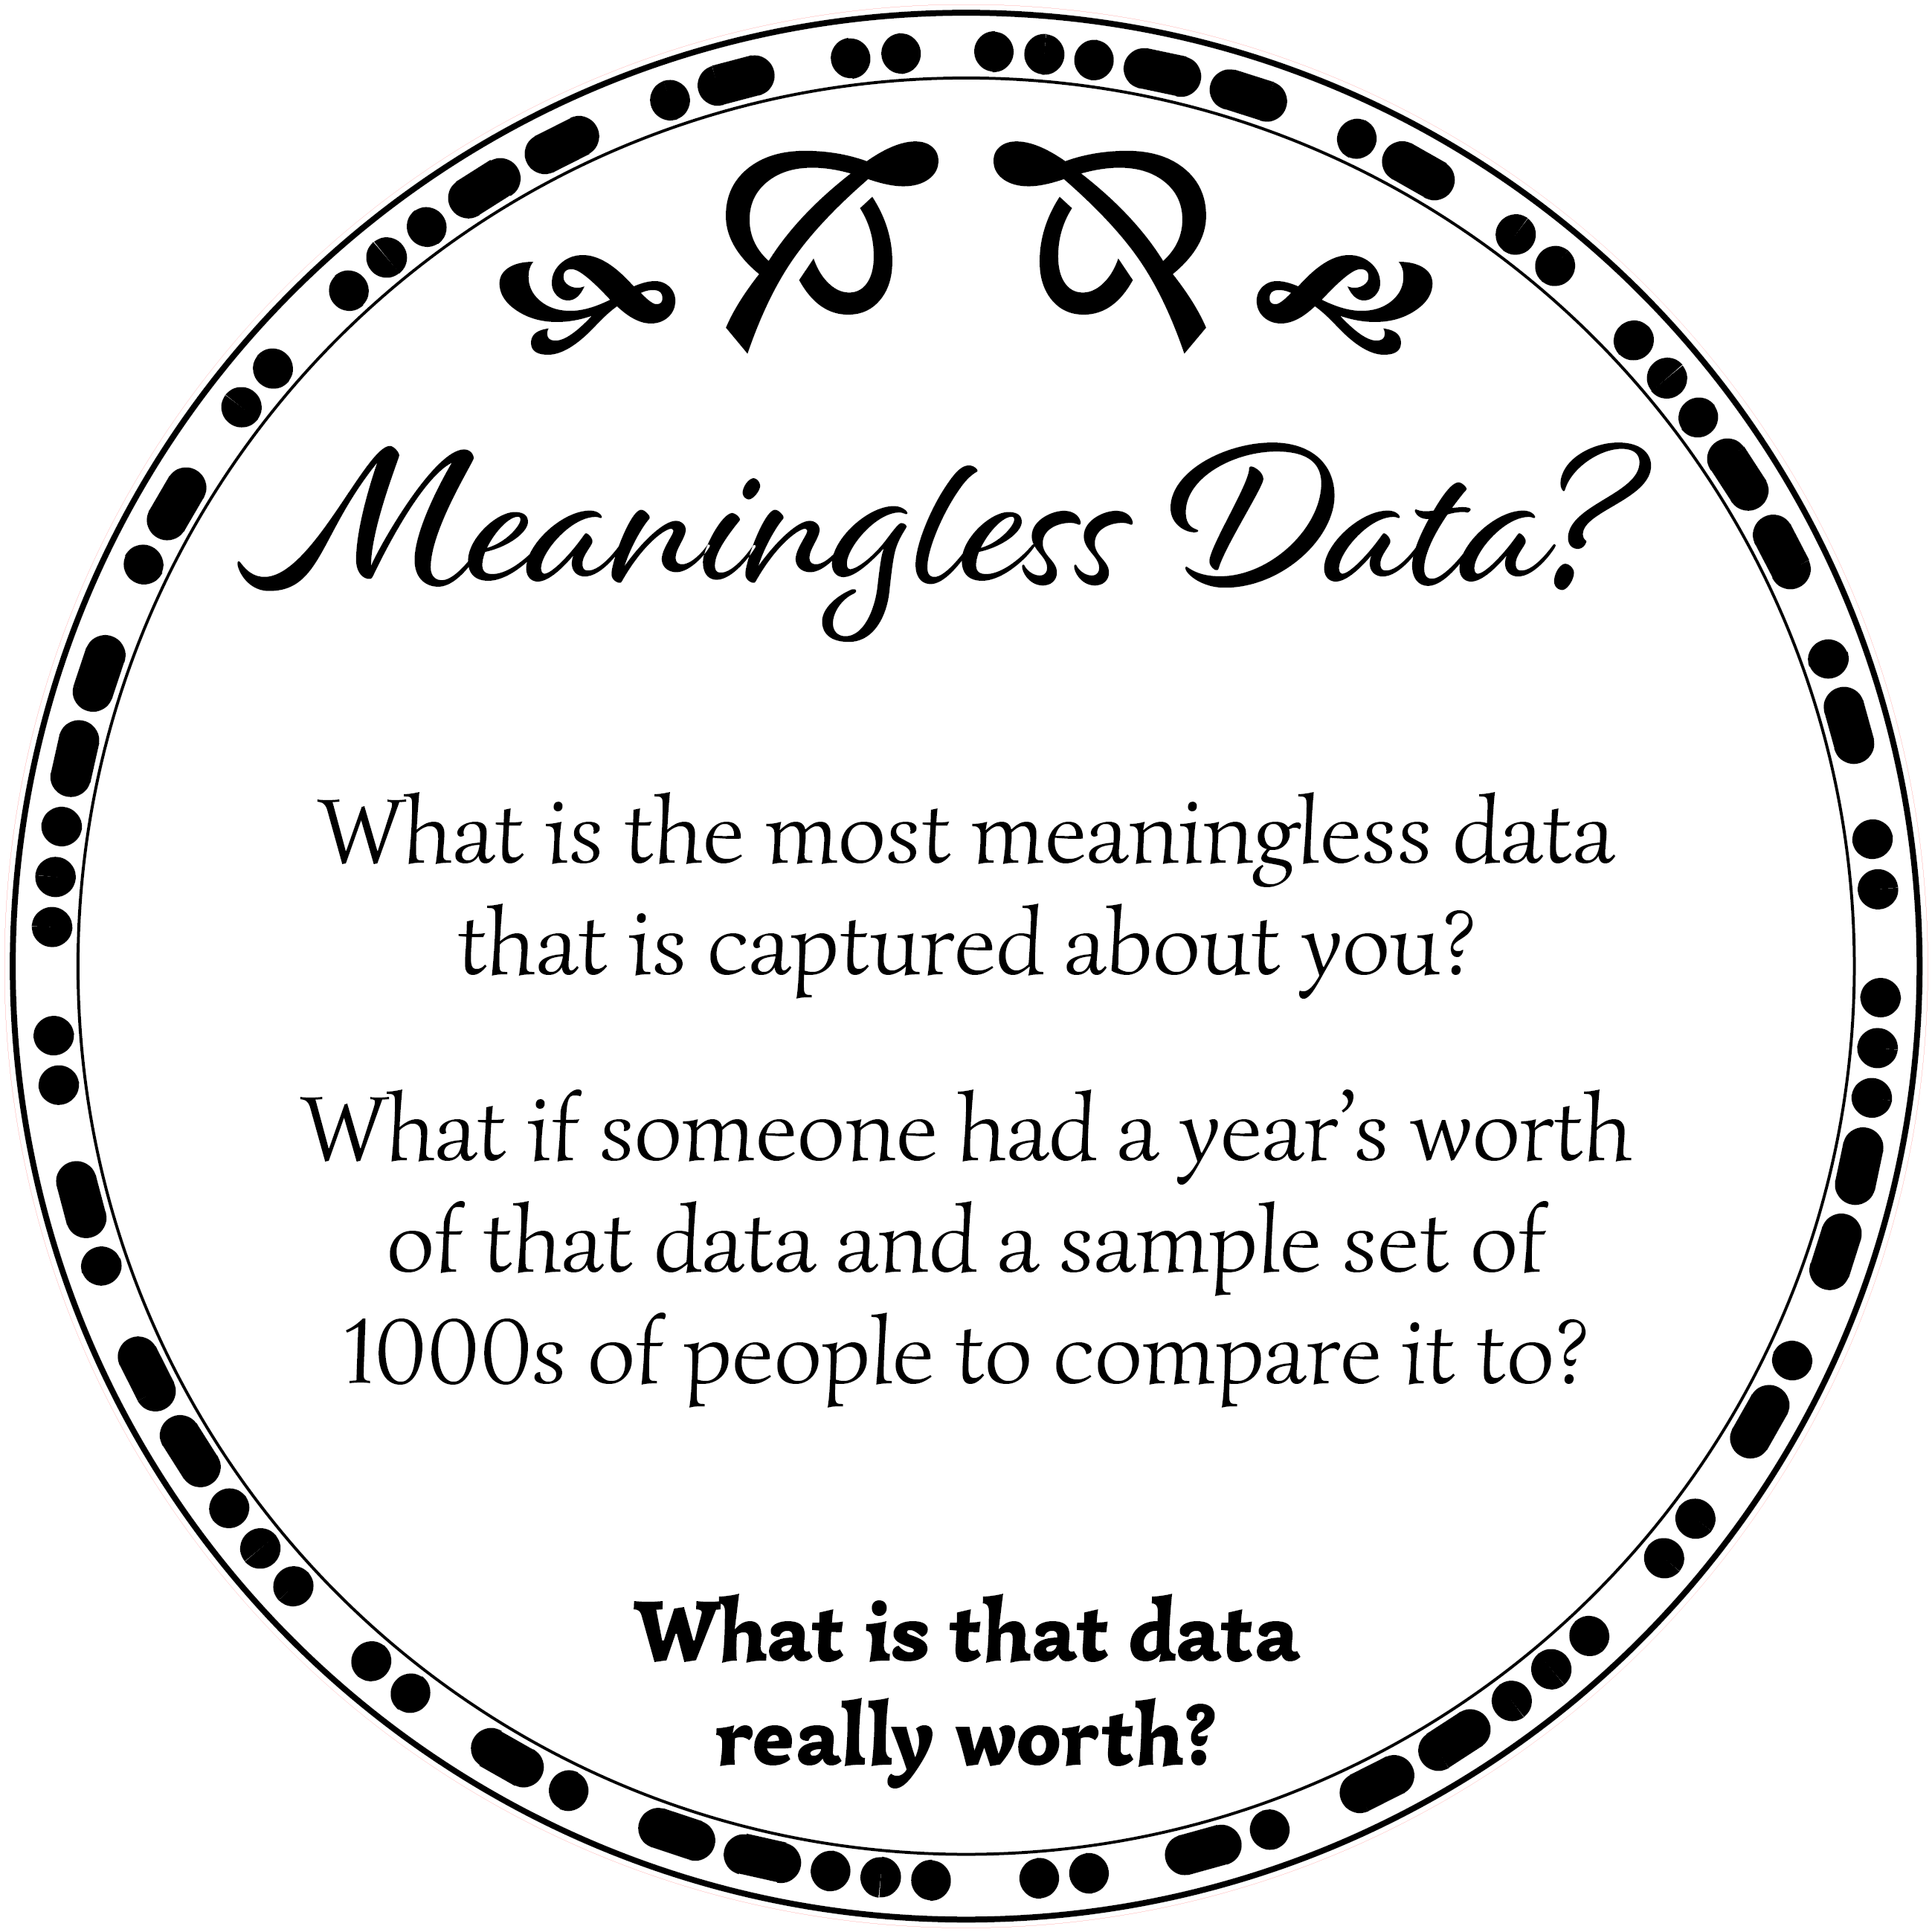 Meaningless Data?
What is the most meaningless data
that is captured about you?
What if someone had a year’s worth
of that data and a sample set of
1000s of people to compare it to?
What is that data
really worth?